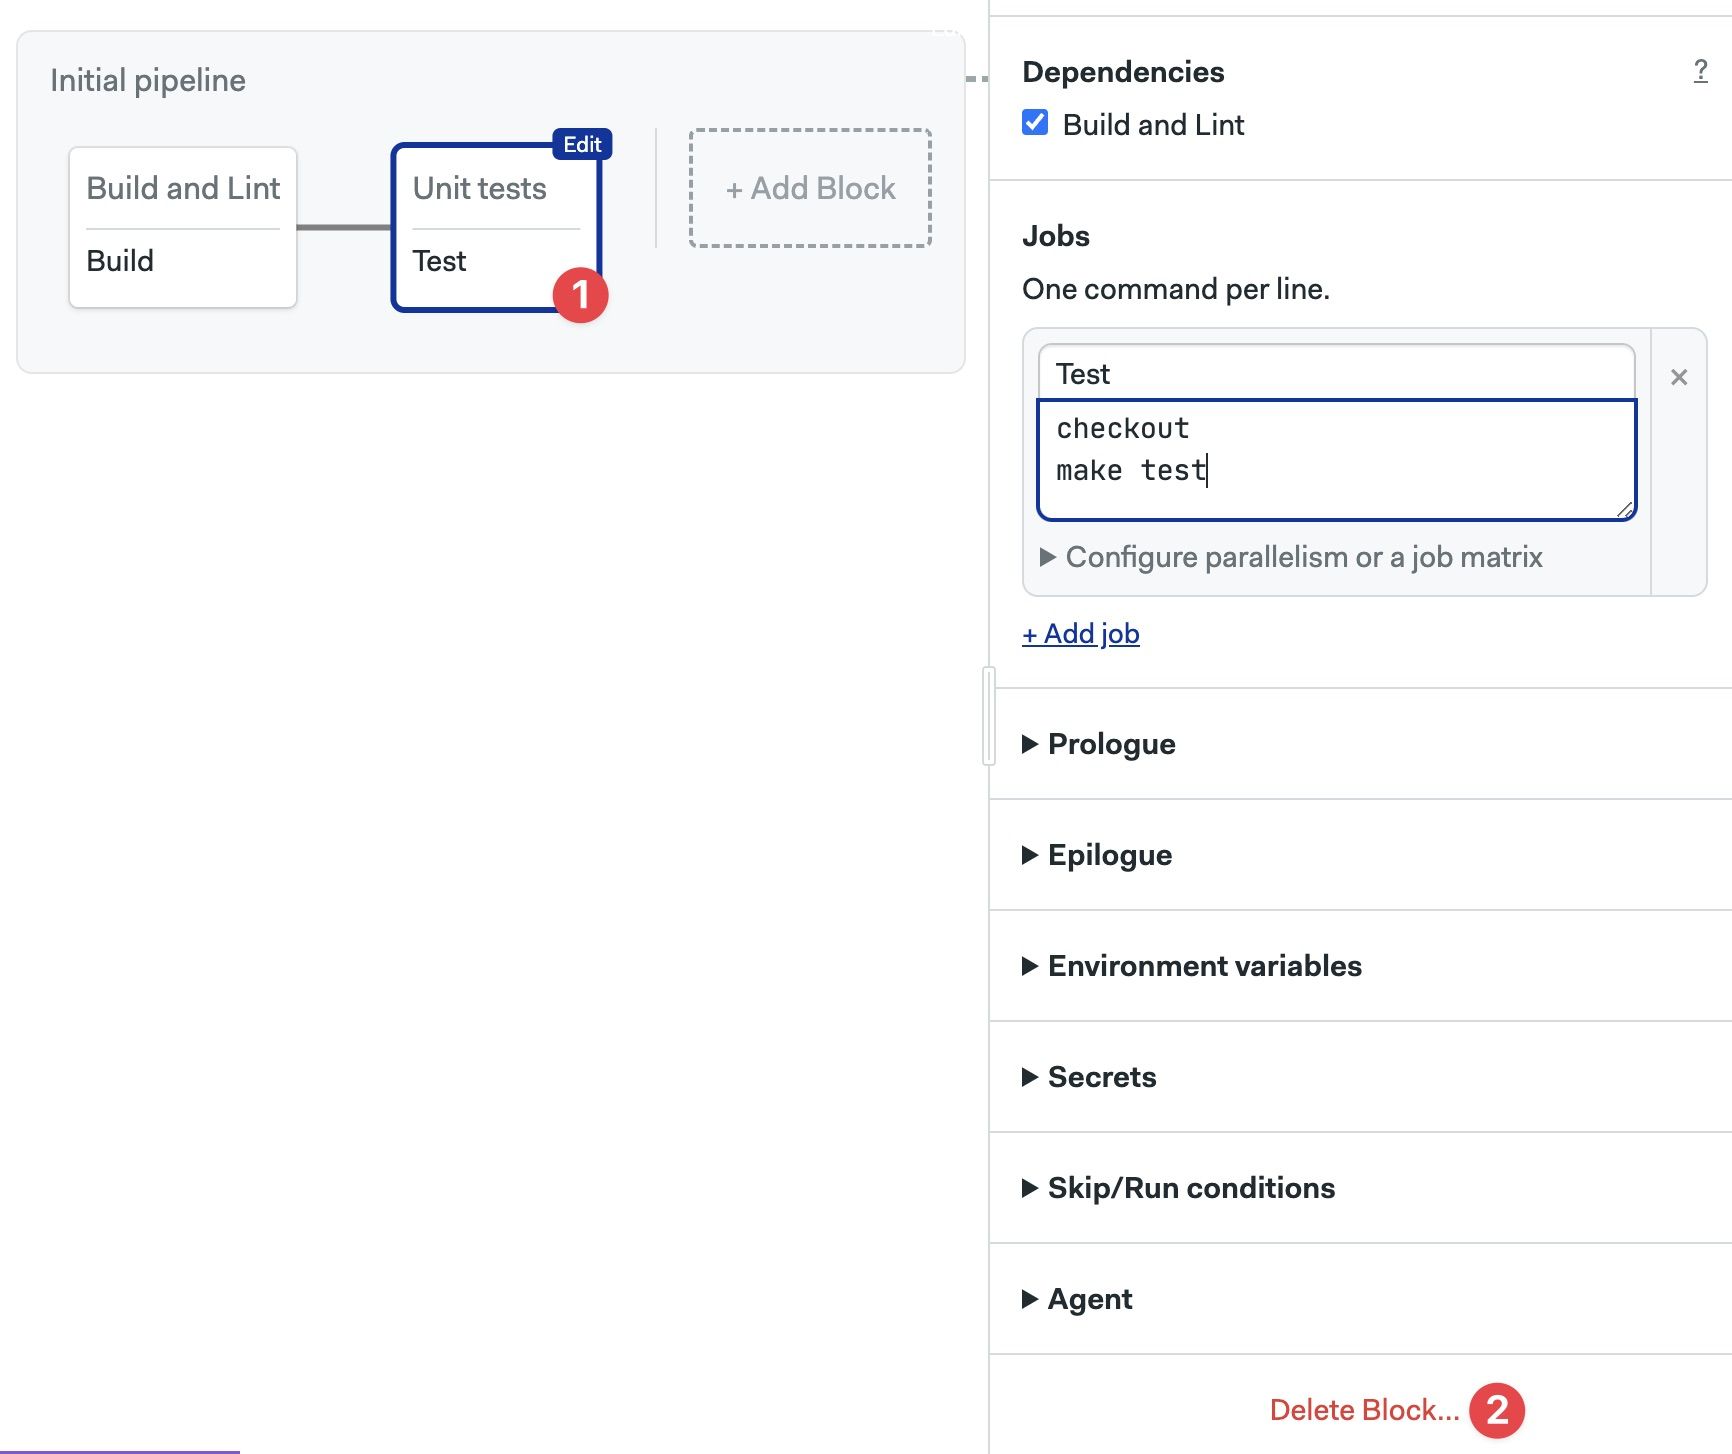 Initial pipeline
Build and Lint
Build
Edit
Unit tests
Test
1
+ Add Block
Dependencies
?
Build and Lint
Jobs
One command per line.
Test
×
checkout
make test
Configure parallelism or a job matrix
+ Add job
Prologue
Epilogue
Environment variables
Secrets
Skip/Run conditions
Agent
Delete Block...
2